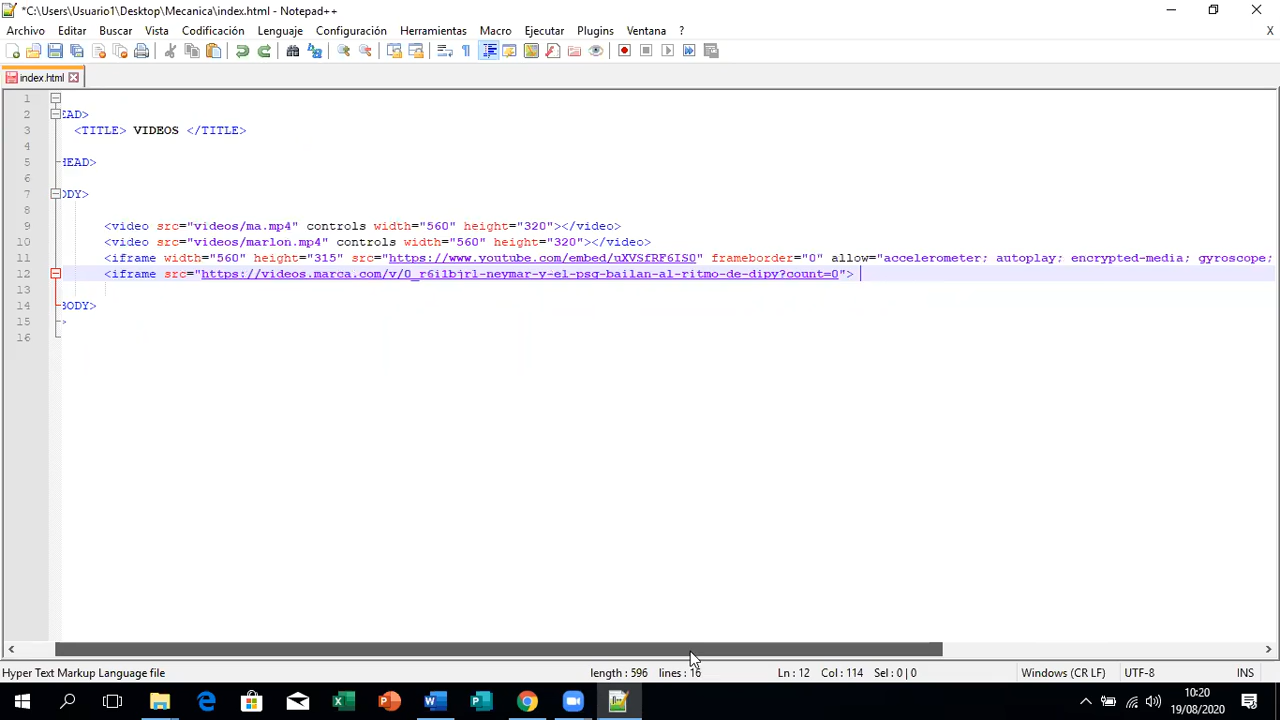 *C:\Users\Usuario1\Desktop\Mecanica\index.html - Notepad++
Archivo Editar Buscar Vista Codificación Lenguaje Configuración Herramientas Macro Ejecutar Plugins Ventana ? X
index.html
1
2 EAD>
3 <TITLE> VIDEOS </TITLE>
4
5 HEAD>
6
7 ODY>
8
9 <video src="videos/ma.mp4" controls width="560" height="320"></video>
10 <video src="videos/marlon.mp4" controls width="560" height="320"></video>
11 <iframe width="560" height="315" src="https://www.youtube.com/embed/uXVSfRF6IS0" frameborder="0" allow="accelerometer; autoplay; encrypted-media; gyroscope;
12 <iframe src="https://videos.marca.com/v/0_r6i1bjr1-neymar-y-el-psg-bailan-al-ritmo-de-dipy?count=0">
13
14 BODY>
15 >
16
Hyper Text Markup Language file length : 596 lines : 16 Ln : 12 Col : 114 Sel : 0 | 0 Windows (CR LF) UTF-8 INS
10:20
19/08/2020